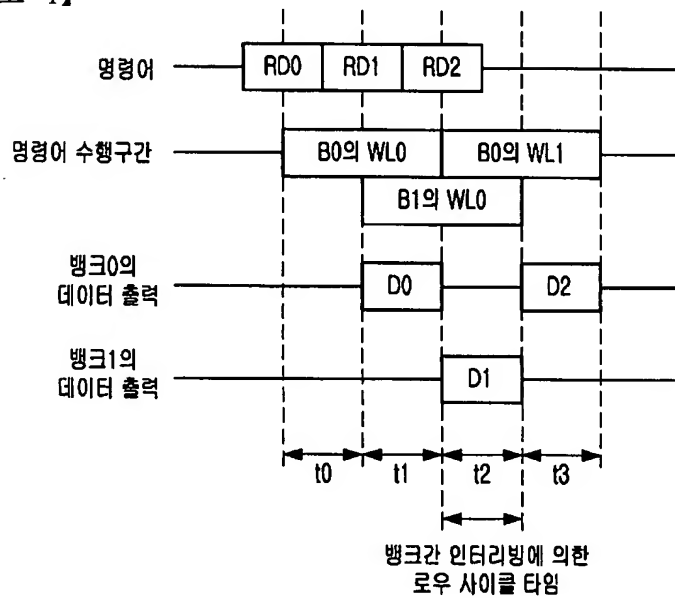 명령어
RD0 RD1 RD2
명령어 수행구간
B0의 WL0 B0의 WL1
B1의 WL0
뱅크0의
데이터 출력
D0 D2
뱅크1의
데이터 출력
D1
t0 t1 t2 t3
뱅크간 인터리빙에 의한
로우 사이클 타임